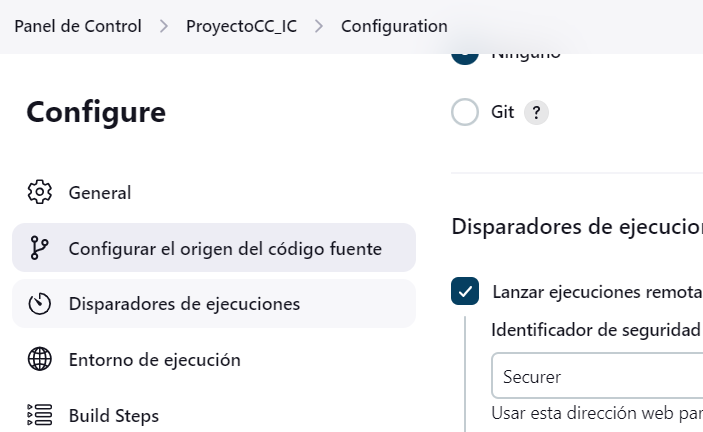 Panel de Control > ProyectoCC_IC > Configuration
Configure
General
Configurar el origen del código fuente
Disparadores de ejecuciones
Entorno de ejecución
Build Steps
Ninguno
Git ?
Disparadores de ejecucion
Lanzar ejecuciones remota
Identificador de seguridad
Securer
Usar esta dirección web par